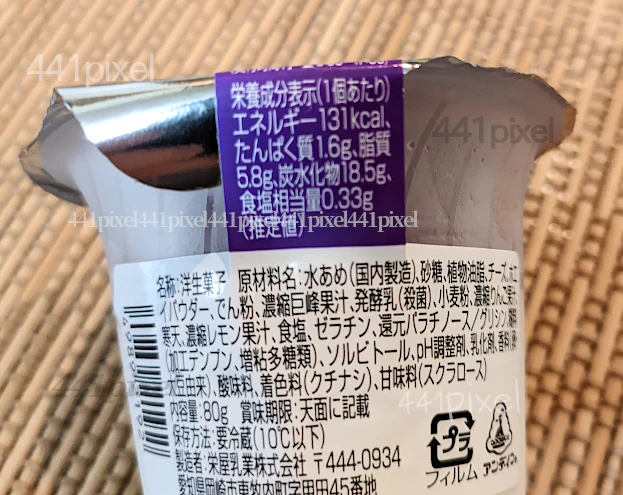 441pixel
441pixel
栄養成分表示(1個あたり)
エネルギー131kcal、
たんぱく質1.6g、脂質
5.8g、炭水化物18.5g、
食塩相当量0.33g
(推定値)
441pixel441pixel441pixel441pixel441pixel
名称:洋生菓子 原材料名:水あめ(国内製造)、砂糖、植物油脂、チーズ、ホエ
イパウダー、でん粉、濃縮巨峰果汁、発酵乳(殺菌)、小麦粉、濃縮りんご果汁、
寒天、濃縮レモン果汁、食塩、ゼラチン、還元パラチノース/グリシン、糊料
(加工デンプン、増粘多糖類)、ソルビトール、pH調整剤、乳化剤、香料
大豆由来)、酸味料、着色料(クチナシ)、甘味料(スクラロース)
内容量:80g 賞味期限:天面に記載
保存方法:要冷蔵(10℃以下)
製造者:栄屋乳業株式会社 〒444-0934
愛知県岡崎市東牧内町字甲田45番地
プラ
フィルム
アンディコ
441pixel